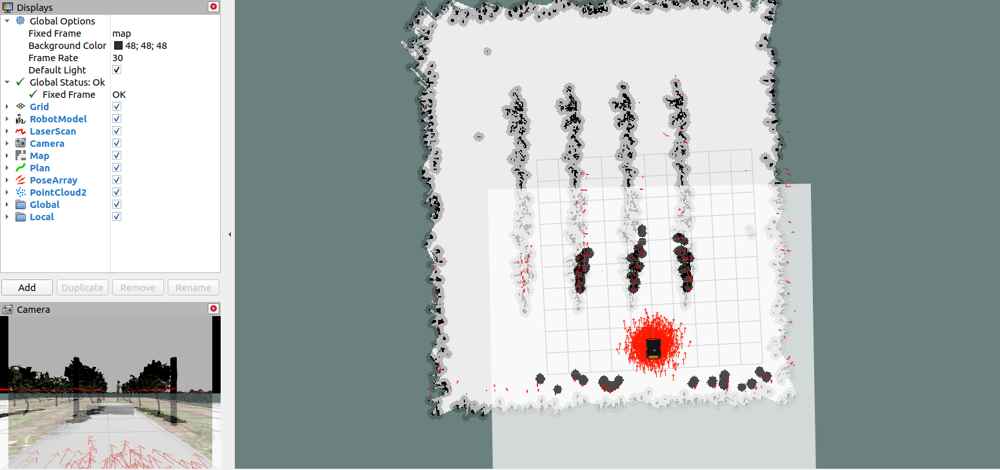 Displays
Global Options
Fixed Frame map
Background Color 48; 48; 48
Frame Rate 30
Default Light
Global Status: Ok
Fixed Frame OK
Grid
RobotModel
LaserScan
Camera
Map
Plan
PoseArray
PointCloud2
Global
Local
Add Duplicate Remove Rename
Camera